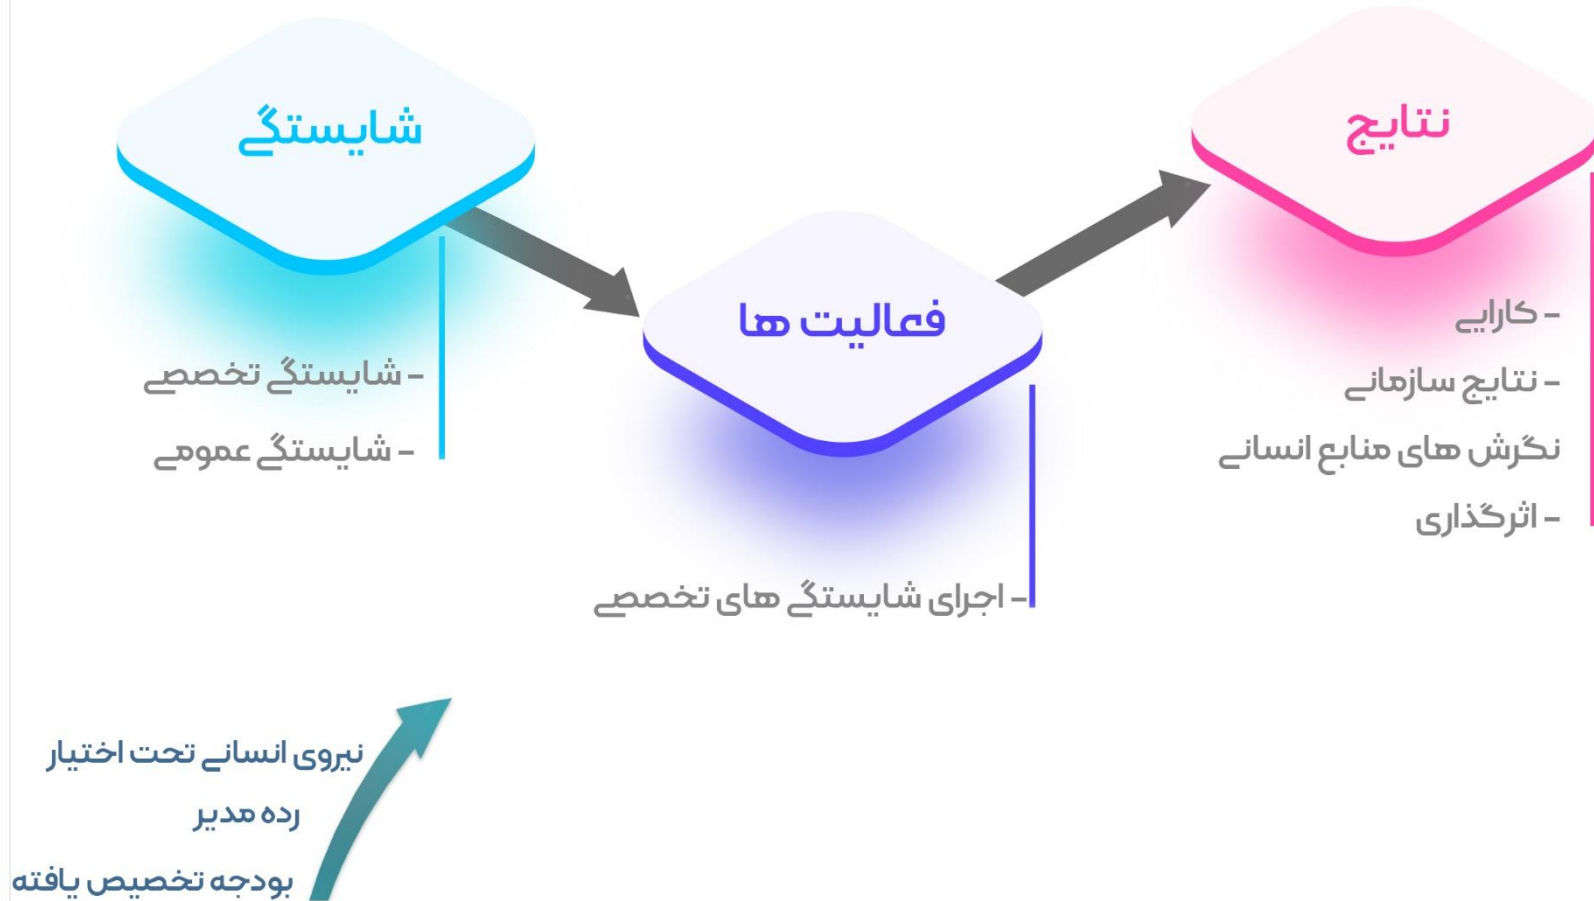 شایستگی
- شایستگی تخصصی
- شایستگی عمومی
فعالیت ها
- اجرای شایستگی های تخصصی
نتایج
- کارایی
- نتایج سازمانی
نگرش های منابع انسانی
- اثرگذاری
نیروی انسانی تحت اختیار
رده مدیر
بودجه تخصیص یافته